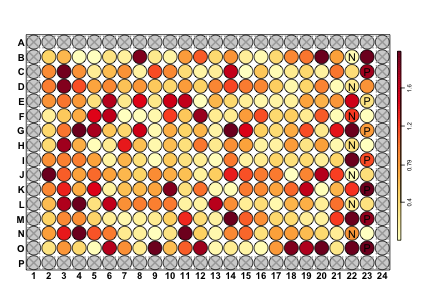 A
B N
C P
D N
E P
F N
G P
H N
I P
J N
K P
L N
M P
N N
O P
P
1 2 3 4 5 6 7 8 9 10 11 12 13 14 15 16 17 18 19 20 21 22 23 24
1.6
1.2
0.79
0.4